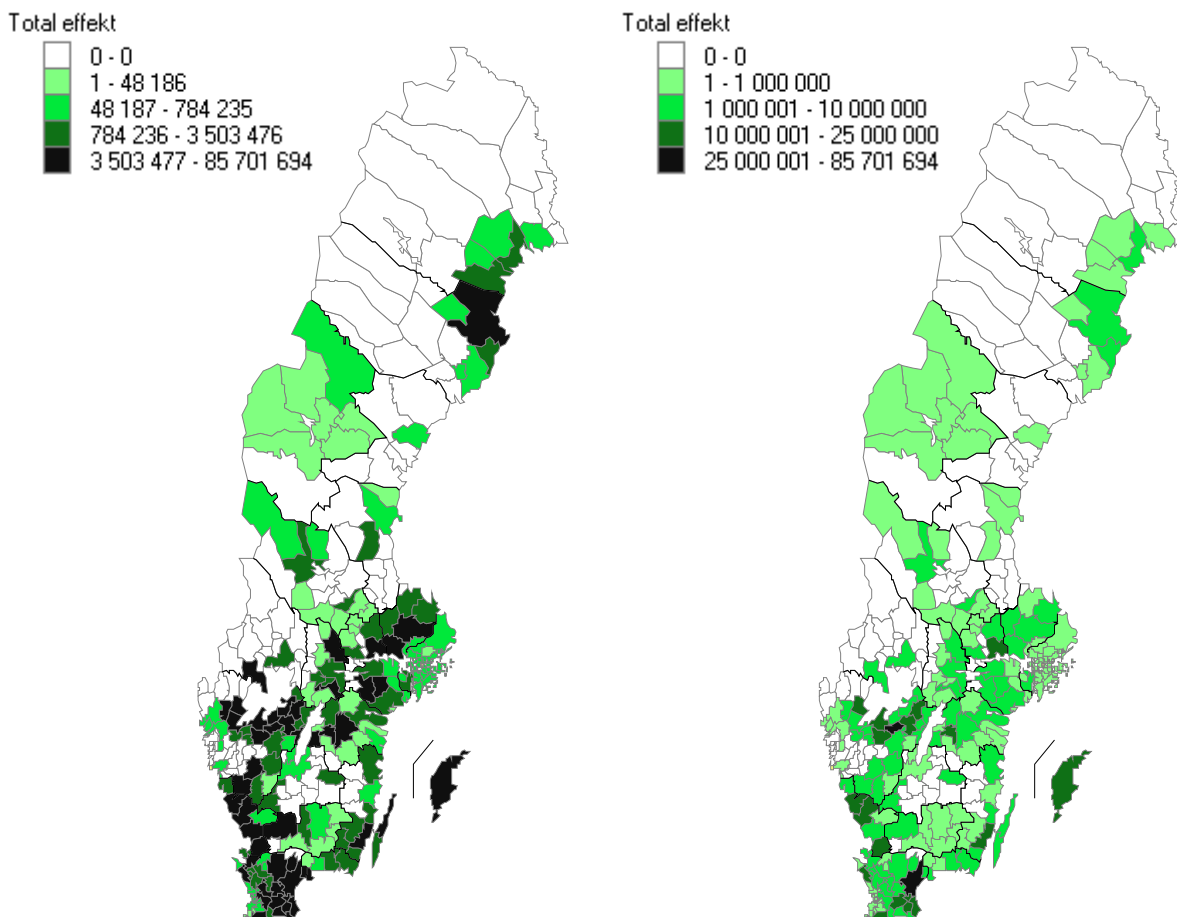 Total effekt
0 - 0
1 - 48 186
48 187 - 784 235
784 236 - 3 503 476
3 503 477 - 85 701 694
Total effekt
0 - 0
1 - 1 000 000
1 000 001 - 10 000 000
10 000 001 - 25 000 000
25 000 001 - 85 701 694